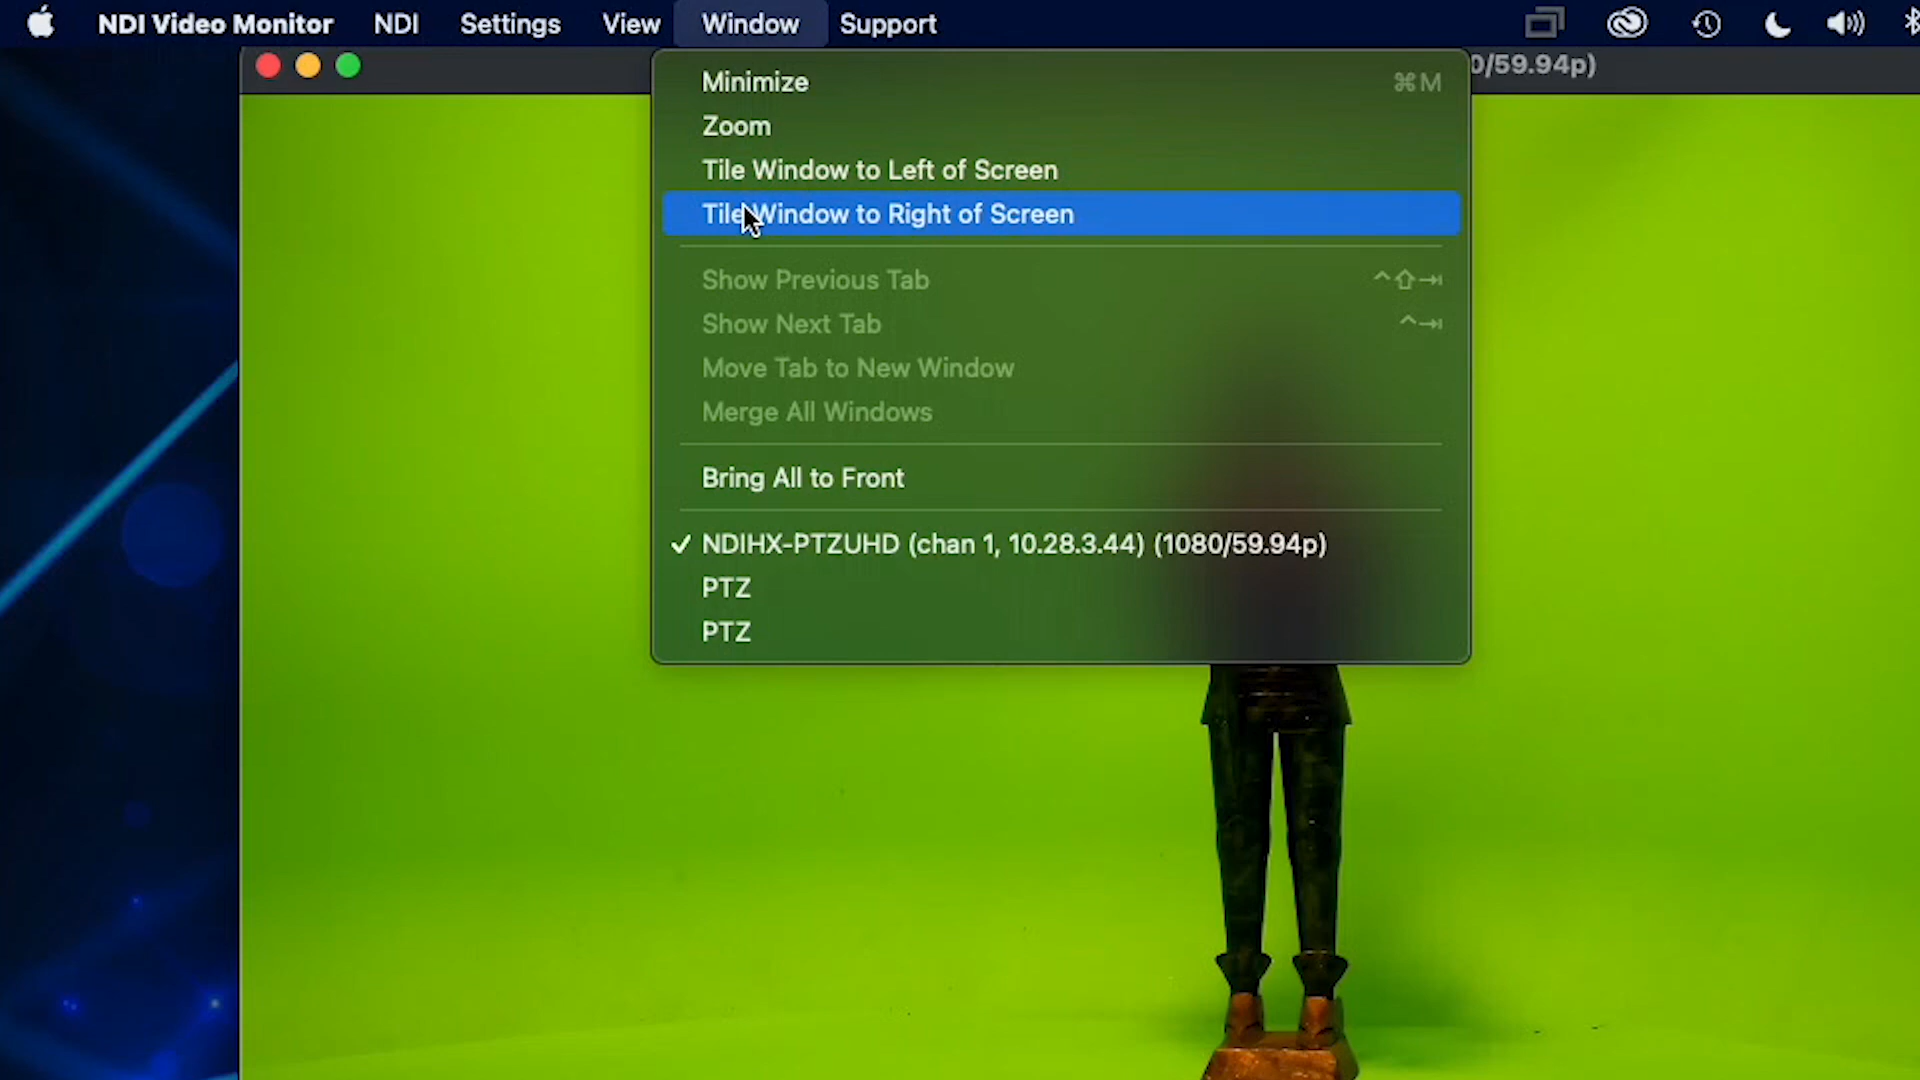 NDI Video Monitor NDI Settings View Window Support
0/59.94p)
Minimize ⌘M
Zoom
Tile Window to Left of Screen
Tile Window to Right of Screen
Show Previous Tab ^⇧⇥
Show Next Tab ^⇥
Move Tab to New Window
Merge All Windows
Bring All to Front
✓ NDIHX-PTZUHD (chan 1, 10.28.3.44) (1080/59.94p)
PTZ
PTZ